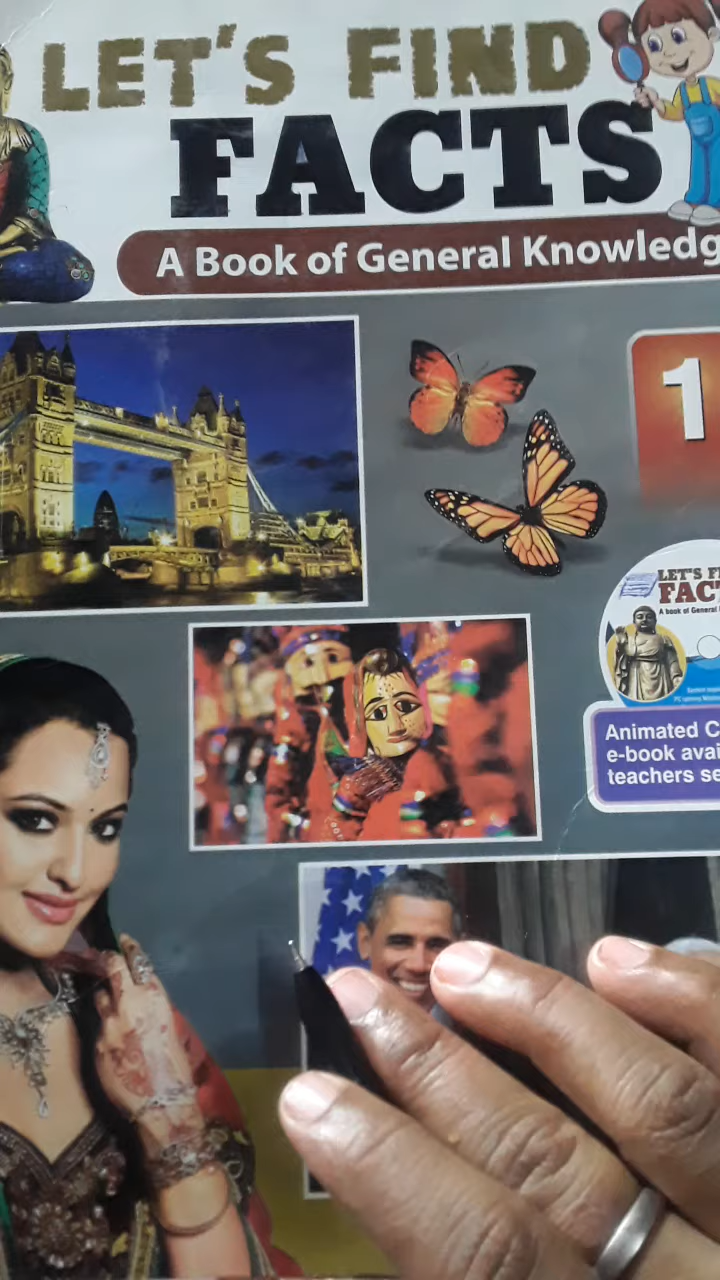 LET'S FIND
FACTS
A Book of General Knowledg
1
LET'S FI
FACT
A book of General
Animated C
e-book avai
teachers se